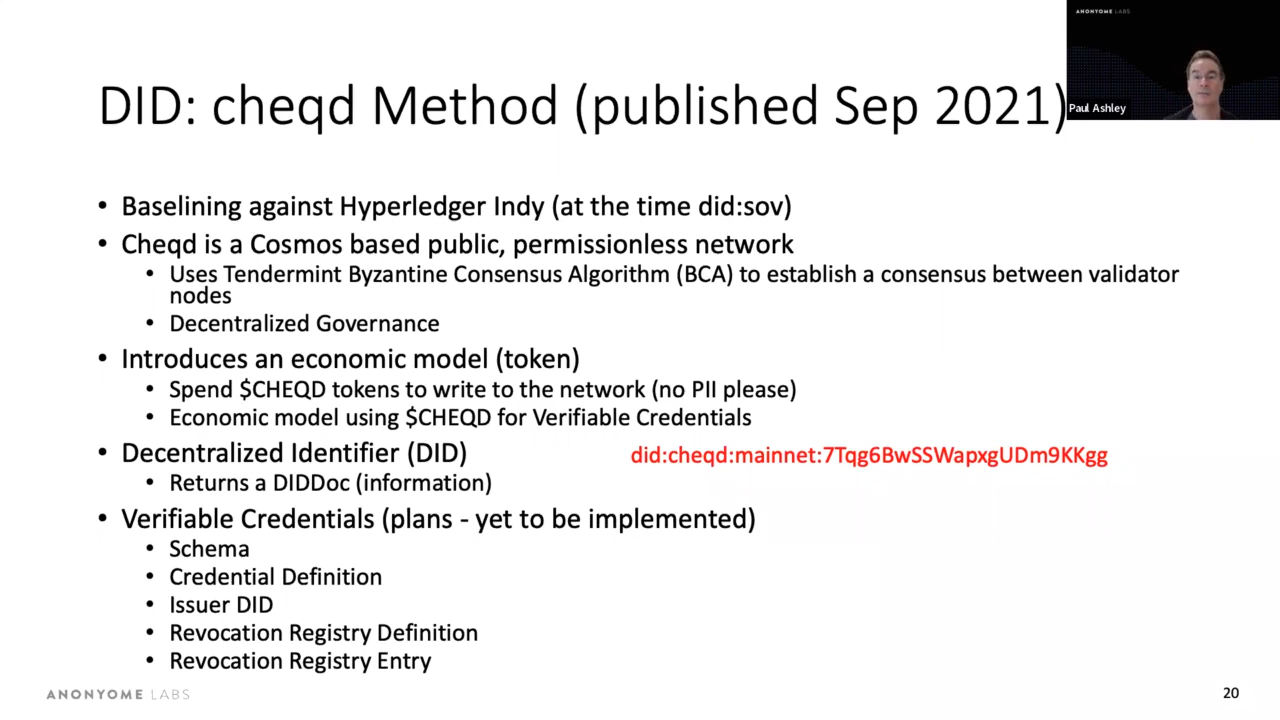 ANONYOME LABS
Paul Ashley
DID: cheqd Method (published Sep 2021)
• Baselining against Hyperledger Indy (at the time did:sov)
• Cheqd is a Cosmos based public, permissionless network
• Uses Tendermint Byzantine Consensus Algorithm (BCA) to establish a consensus between validator
nodes
• Decentralized Governance
• Introduces an economic model (token)
• Spend $CHEQD tokens to write to the network (no PII please)
• Economic model using $CHEQD for Verifiable Credentials
• Decentralized Identifier (DID) did:cheqd:mainnet:7Tqg6BwSSWapxgUDm9KKgg
• Returns a DIDDoc (information)
• Verifiable Credentials (plans - yet to be implemented)
• Schema
• Credential Definition
• Issuer DID
• Revocation Registry Definition
• Revocation Registry Entry
ANONYOME LABS
20